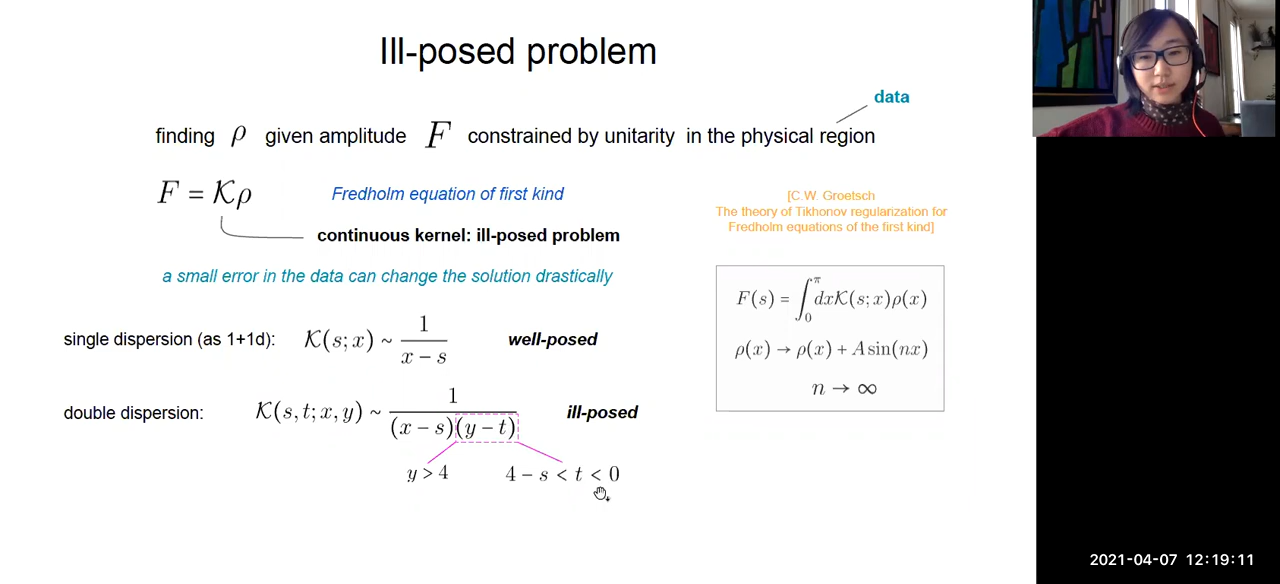 Ill-posed problem
data
finding ρ given amplitude F constrained by unitarity in the physical region
F = 𝒦ρ
Fredholm equation of first kind
continuous kernel: ill-posed problem
a small error in the data can change the solution drastically
single dispersion (as 1+1d): 𝒦(s; x) ~ 1/(x − s) well-posed
double dispersion: 𝒦(s, t; x, y) ~ 1/((x − s)(y − t)) ill-posed
y > 4 4 − s < t < 0
[C.W. Groetsch
The theory of Tikhonov regularization for
Fredholm equations of the first kind]
F(s) = ∫₀^π dx𝒦(s; x)ρ(x)
ρ(x) → ρ(x) + A sin(nx)
n → ∞
2021-04-07 12:19:11